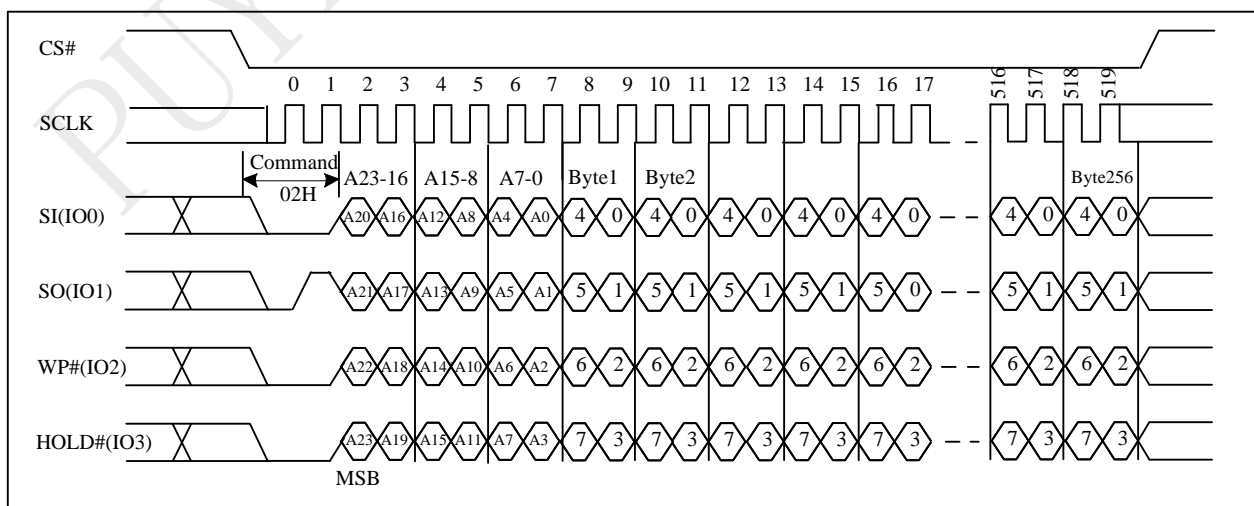 PUY
CS#
0 1 2 3 4 5 6 7 8 9 10 11 12 13 14 15 16 17 516 517 518 519
SCLK
Command
02H
A23-16 A15-8 A7-0 Byte1 Byte2 Byte256
SI(IO0) A20 A16 A12 A8 A4 A0 4 0 4 0 4 0 4 0 4 0 4 0 4 0
SO(IO1) A21 A17 A13 A9 A5 A1 5 1 5 1 5 1 5 1 5 0 5 1 5 1
WP#(IO2) A22 A18 A14 A10 A6 A2 6 2 6 2 6 2 6 2 6 2 6 2 6 2
HOLD#(IO3) A23 A19 A15 A11 A7 A3 7 3 7 3 7 3 7 3 7 3 7 3 7 3
MSB